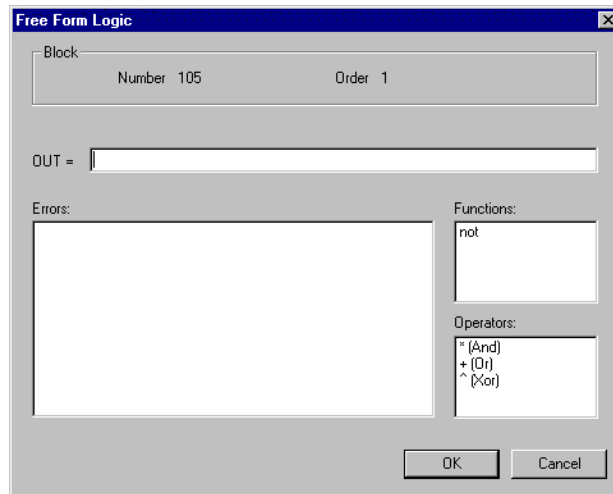 Free Form Logic
Block
Number 105 Order 1
OUT =
Errors:
Functions:
not
Operators:
* (And)
+ (Or)
^ (Xor)
OK Cancel